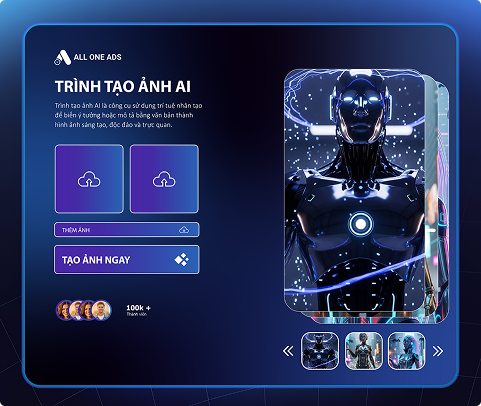 ALL ONE ADS
TRÌNH TẠO ẢNH AI
Trình tạo ảnh AI là công cụ sử dụng trí tuệ nhân tạo
để biến ý tưởng hoặc mô tả bằng văn bản thành
hình ảnh sáng tạo, độc đáo và trực quan.
THÊM ẢNH
TẠO ẢNH NGAY
100k +
Thành viên